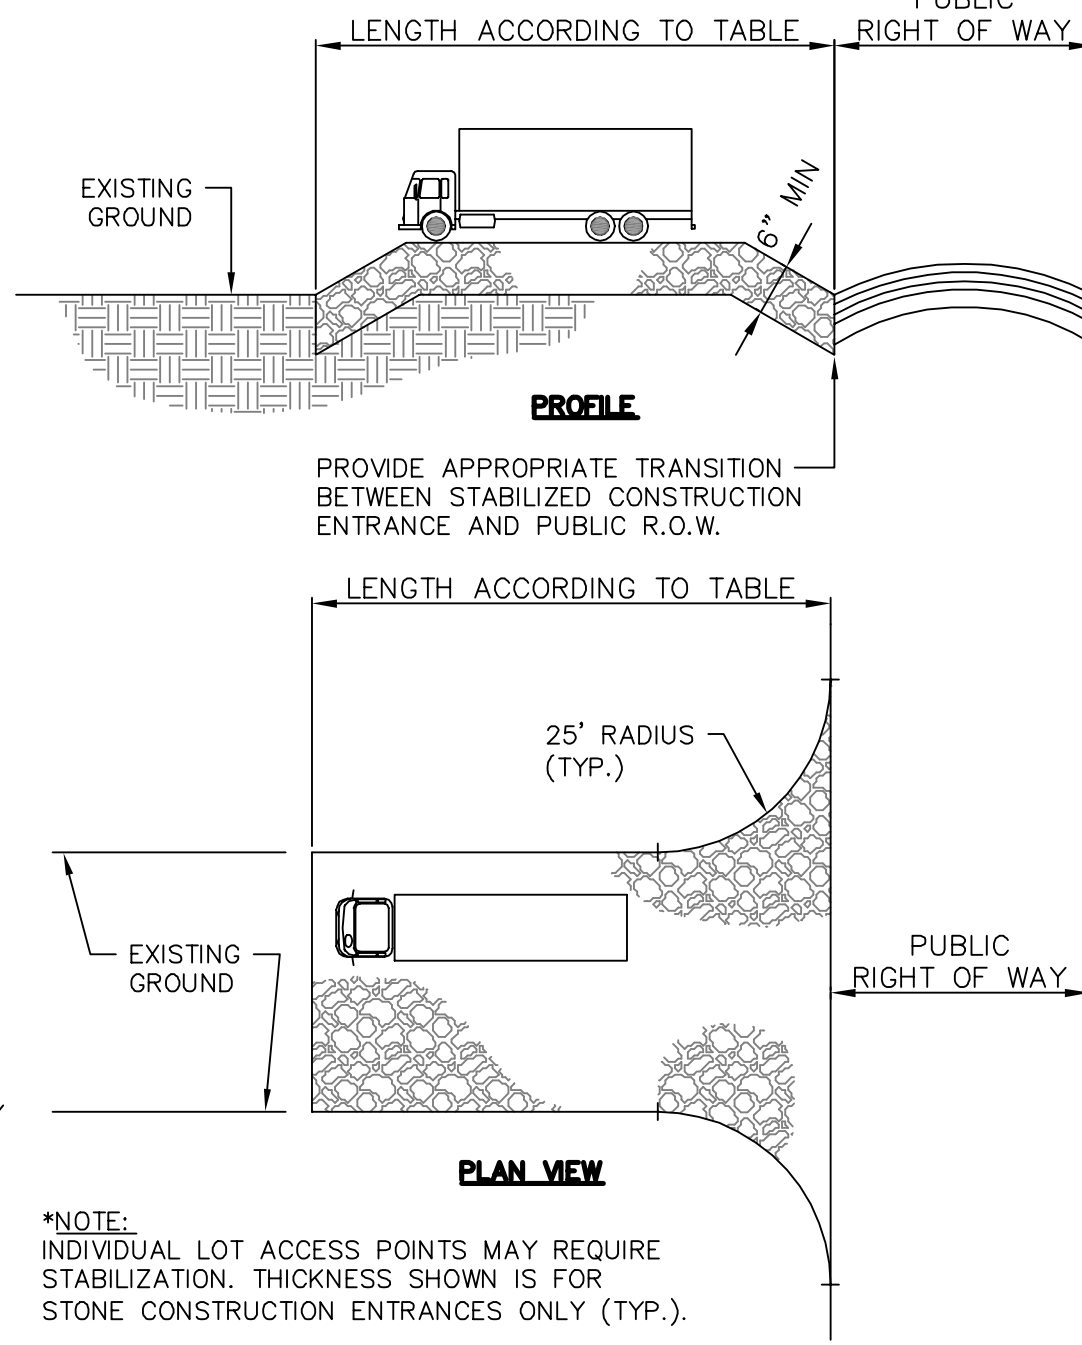 PUBLIC
LENGTH ACCORDING TO TABLE
RIGHT OF WAY
EXISTING
GROUND
6" MIN
PROFILE
PROVIDE APPROPRIATE TRANSITION
BETWEEN STABILIZED CONSTRUCTION
ENTRANCE AND PUBLIC R.O.W.
LENGTH ACCORDING TO TABLE
25' RADIUS
(TYP.)
EXISTING
GROUND
PUBLIC
RIGHT OF WAY
PLAN VIEW
*NOTE:
INDIVIDUAL LOT ACCESS POINTS MAY REQUIRE
STABILIZATION. THICKNESS SHOWN IS FOR
STONE CONSTRUCTION ENTRANCES ONLY (TYP.).